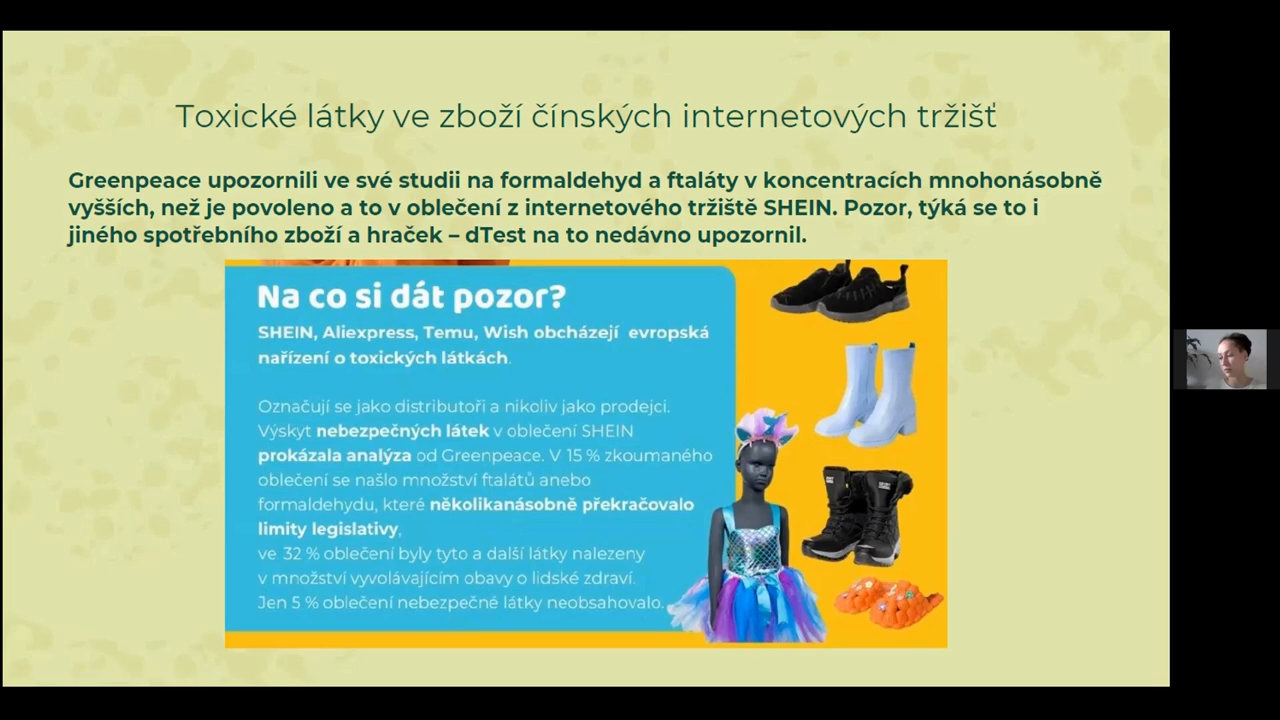 Toxické látky ve zboží čínských internetových tržišť
Greenpeace upozornili ve své studii na formaldehyd a ftaláty v koncentracích mnohonásobně
vyšších, než je povoleno a to v oblečení z internetového tržiště SHEIN. Pozor, týká se to i
jiného spotřebního zboží a hraček – dTest na to nedávno upozornil.
Na co si dát pozor?
SHEIN, Aliexpress, Temu, Wish obcházejí evropská
nařízení o toxických látkách.
Označují se jako distributoři a nikoliv jako prodejci.
Výskyt nebezpečných látek v oblečení SHEIN
prokázala analýza od Greenpeace. V 15 % zkoumaného
oblečení se našlo množství ftalátů anebo
formaldehydu, které několikanásobně překračovalo
limity legislativy,
ve 32 % oblečení byly tyto a další látky nalezeny
v množství vyvolávajícím obavy o lidské zdraví.
Jen 5 % oblečení nebezpečné látky neobsahovalo.